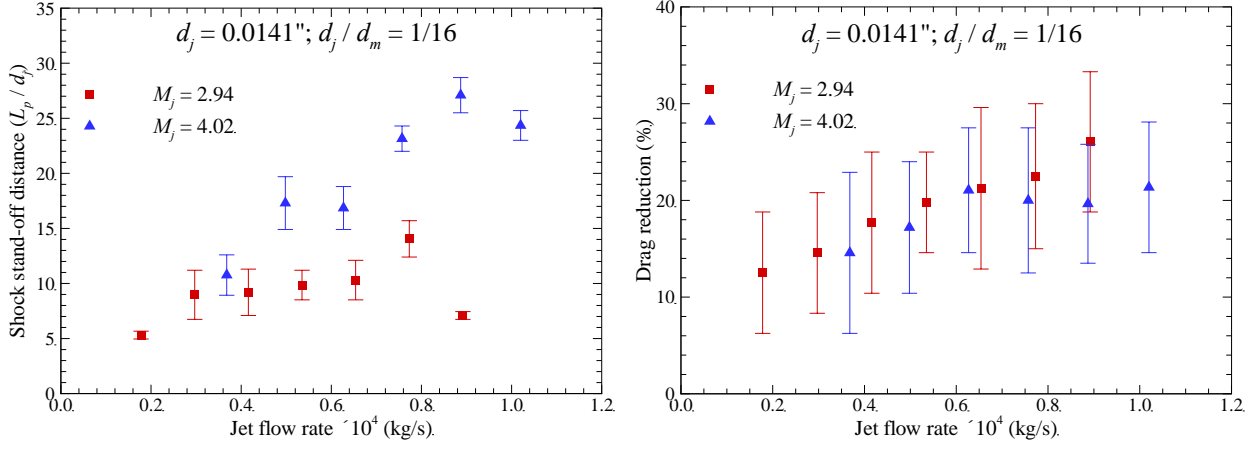 d_j = 0.0141"; d_j / d_m = 1/16
M_j = 2.94
M_j = 4.02.
Shock stand-off distance (L_p / d_j)
35.
30.
25.
20.
15.
10.
5.
0.
0.0. 0.2. 0.4. 0.6. 0.8. 1.0. 1.2.
Jet flow rate ´10^4 (kg/s).
d_j = 0.0141"; d_j / d_m = 1/16
M_j = 2.94
M_j = 4.02.
Drag reduction (%).
40.
30.
20.
10.
0.
0.0. 0.2. 0.4. 0.6. 0.8. 1.0. 1.2.
Jet flow rate ´10^4 (kg/s).